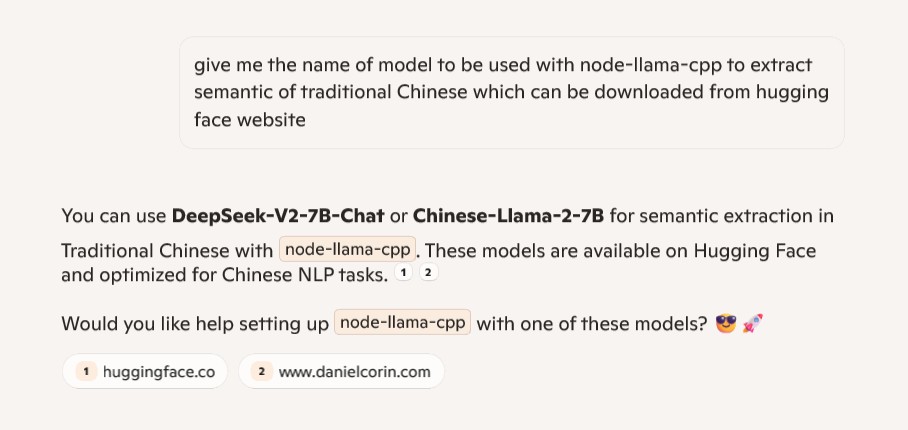 give me the name of model to be used with node-llama-cpp to extract
semantic of traditional Chinese which can be downloaded from hugging
face website
You can use DeepSeek-V2-7B-Chat or Chinese-Llama-2-7B for semantic extraction in
Traditional Chinese with node-llama-cpp. These models are available on Hugging Face
and optimized for Chinese NLP tasks. 1 2
Would you like help setting up node-llama-cpp with one of these models? 😎 🚀
1 huggingface.co 2 www.danielcorin.com